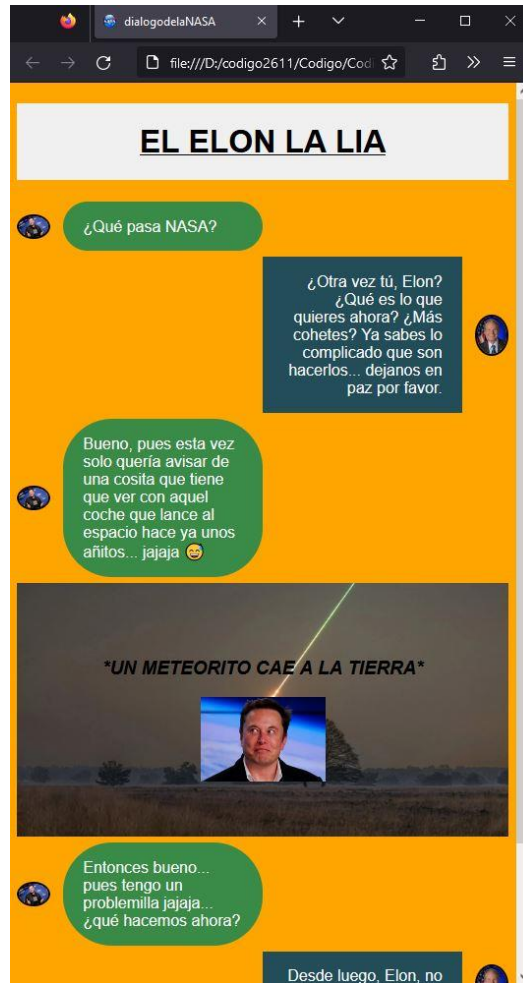 dialogodelaNASA
file:///D:/codigo2611/Codigo/Cod
EL ELON LA LIA
¿Qué pasa NASA?
¿Otra vez tú, Elon?
¿Qué es lo que
quieres ahora? ¿Más
cohetes? Ya sabes lo
complicado que son
hacerlos... dejanos en
paz por favor.
Bueno, pues esta vez
solo quería avisar de
una cosita que tiene
que ver con aquel
coche que lance al
espacio hace ya unos
añitos... jajaja 😅
*UN METEORITO CAE A LA TIERRA*
Entonces bueno...
pues tengo un
problemilla jajaja...
¿qué hacemos ahora?
Desde luego, Elon, no